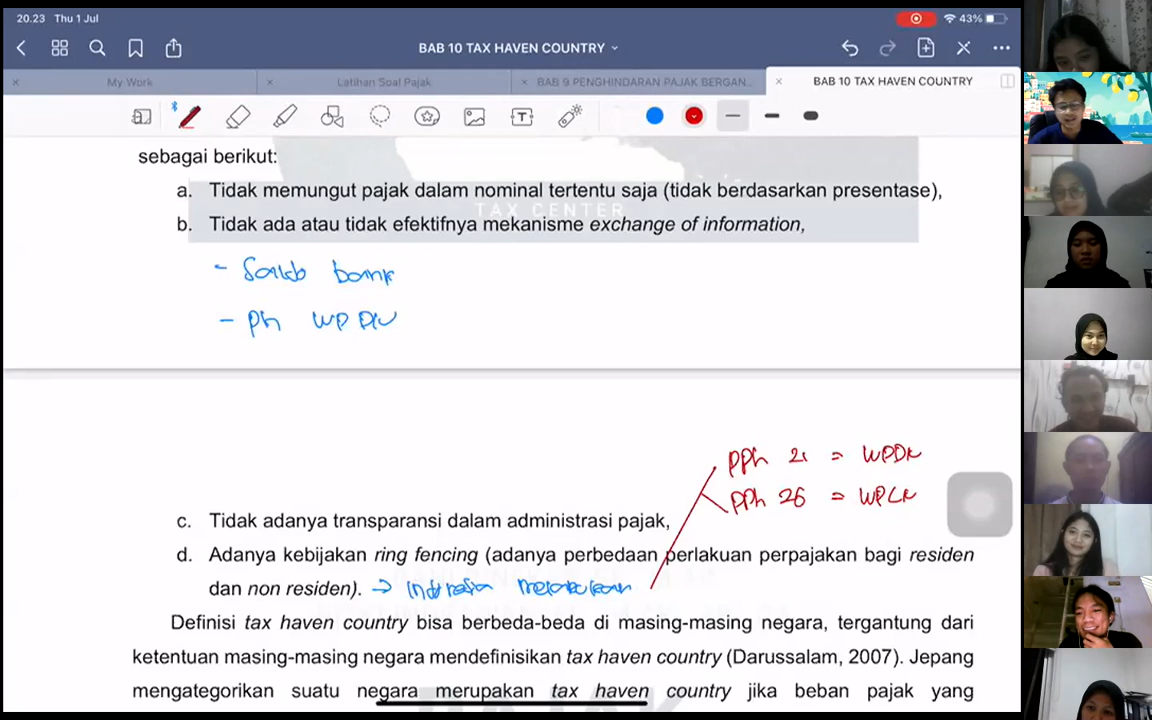 20.23 Thu 1 Jul
43%
BAB 10 TAX HAVEN COUNTRY
My Work
Latihan Soal Pajak
BAB 9 PENGHINDARAN PAJAK BERGAN...
BAB 10 TAX HAVEN COUNTRY
sebagai berikut:
a. Tidak memungut pajak dalam nominal tertentu saja (tidak berdasarkan presentase),
TAX CENTER
b. Tidak ada atau tidak efektifnya mekanisme exchange of information,
- Saldo bank
- Ph WPDN
PPh 21 = WPDN
PPh 26 = WPLN
c. Tidak adanya transparansi dalam administrasi pajak,
d. Adanya kebijakan ring fencing (adanya perbedaan perlakuan perpajakan bagi residen
dan non residen). → Indonesia melakukan
Definisi tax haven country bisa berbeda-beda di masing-masing negara, tergantung dari
ketentuan masing-masing negara mendefinisikan tax haven country (Darussalam, 2007). Jepang
mengategorikan suatu negara merupakan tax haven country jika beban pajak yang